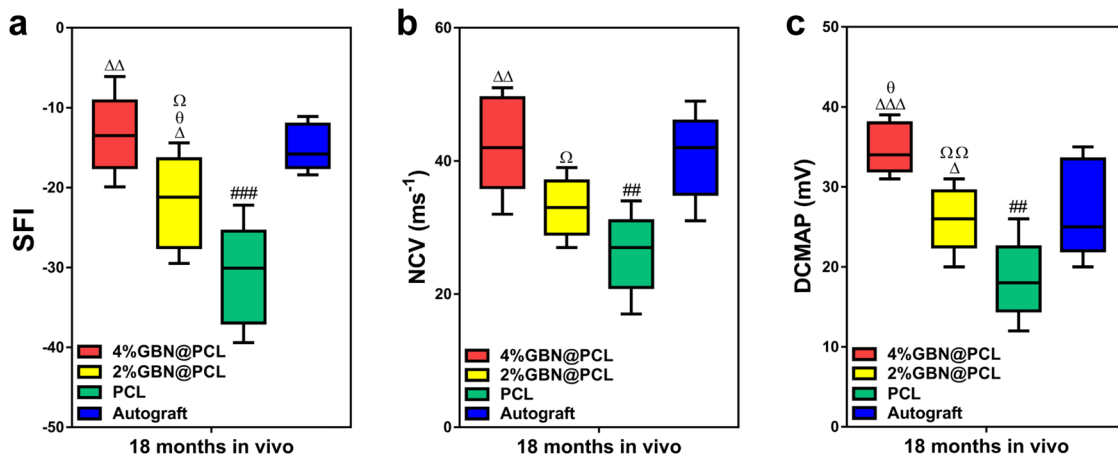 a
SFI
0
-10
-20
-30
-40
-50
ΔΔ
Ω
θ
Δ
###
4%GBN@PCL
2%GBN@PCL
PCL
Autograft
18 months in vivo
b
NCV (ms⁻¹)
60
40
20
0
ΔΔ
Ω
##
4%GBN@PCL
2%GBN@PCL
PCL
Autograft
18 months in vivo
c
DCMAP (mV)
50
40
30
20
10
0
θ
ΔΔΔ
ΩΩ
Δ
##
4%GBN@PCL
2%GBN@PCL
PCL
Autograft
18 months in vivo